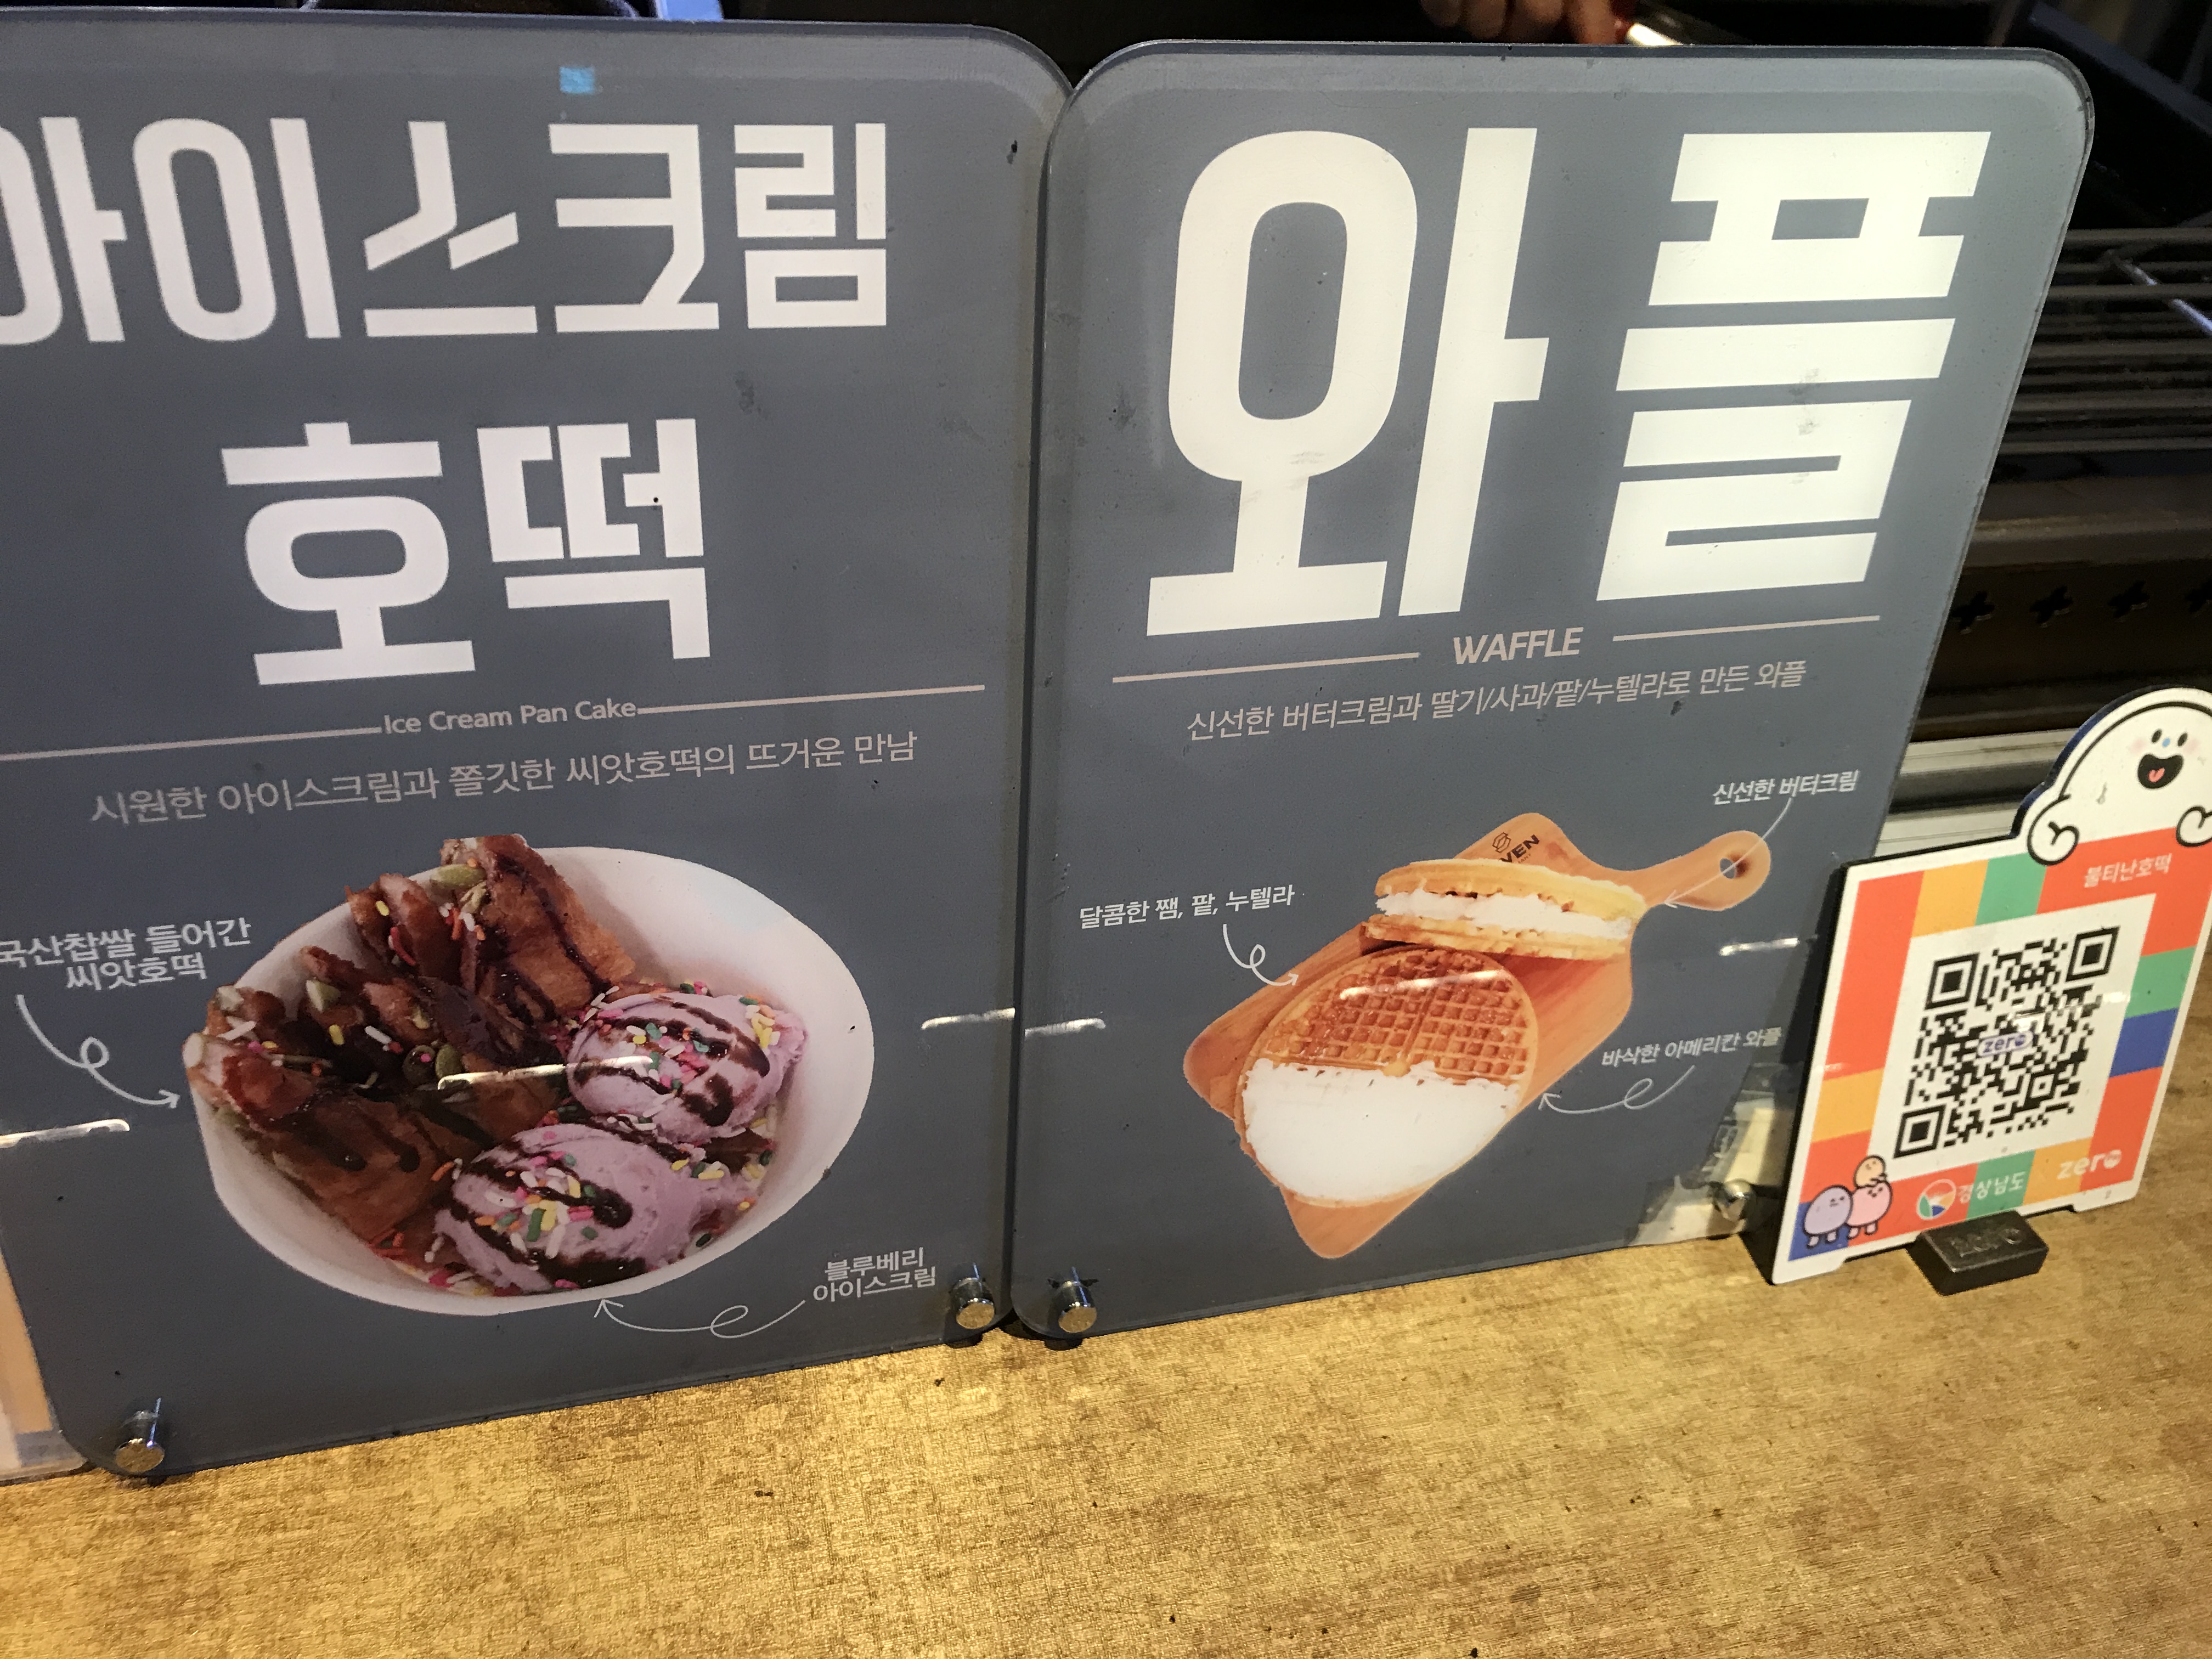 아이스크림
호떡
Ice Cream Pan Cake
시원한 아이스크림과 쫄깃한 씨앗호떡의 뜨거운 만남
국산찹쌀 들어간
씨앗호떡
블루베리
아이스크림
와플
WAFFLE
신선한 버터크림과 딸기/사과/팥/누텔라로 만든 와플
신선한 버터크림
달콤한 쨈, 팥, 누텔라
바삭한 아메리칸 와플
불티난호떡
zero
경상남도
zero